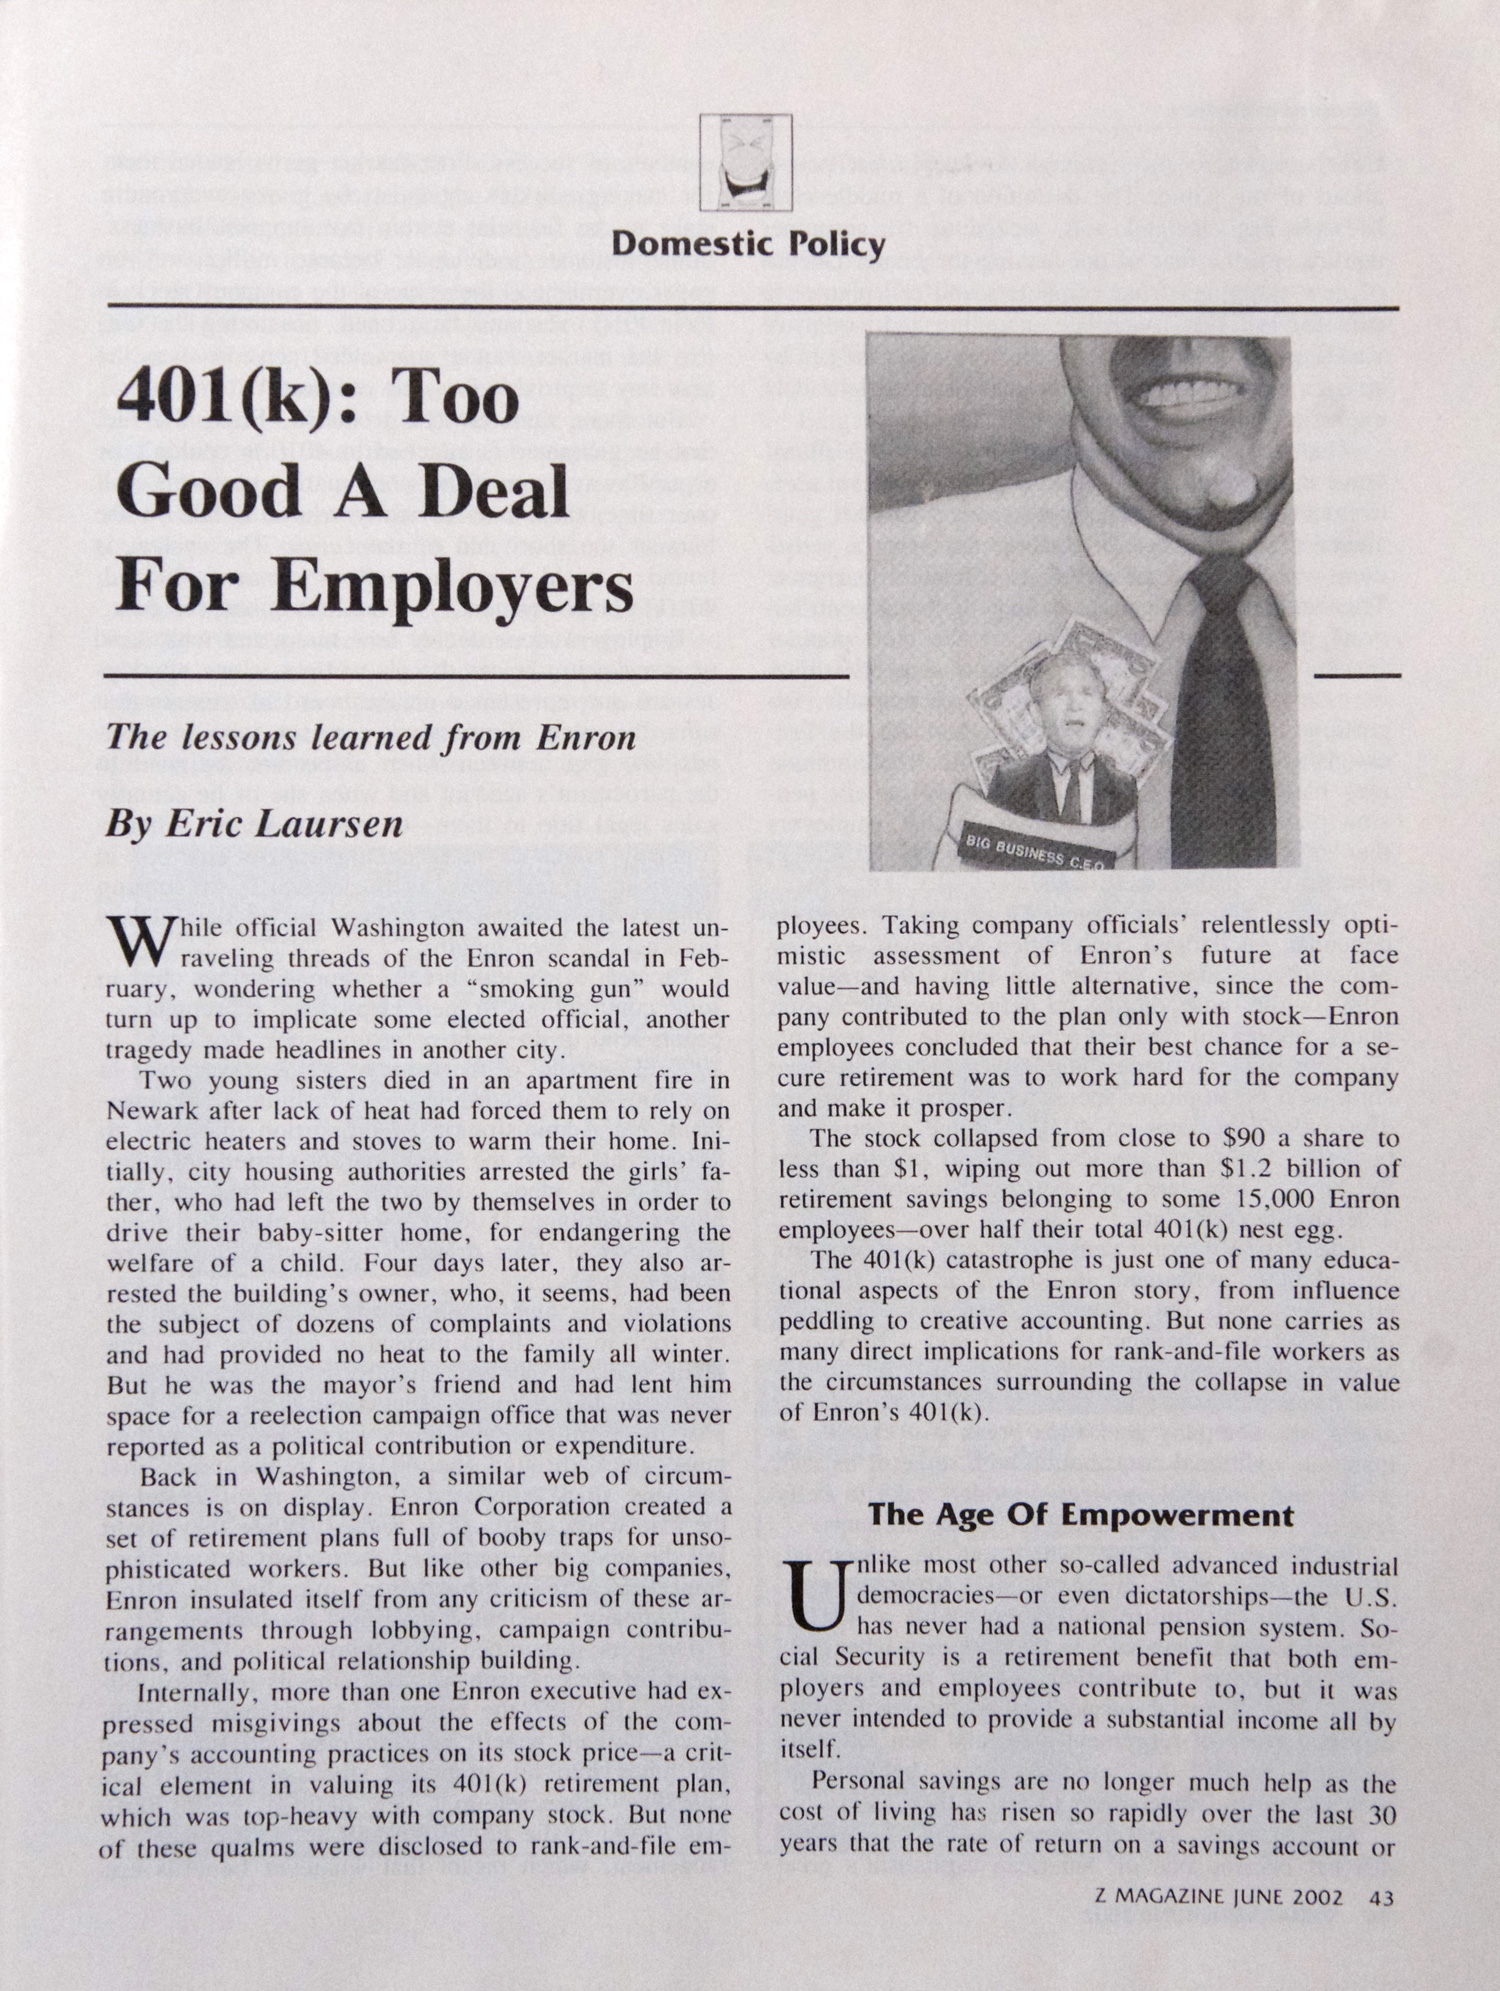 Domestic Policy
401(k): Too
Good A Deal
For Employers
The lessons learned from Enron
By Eric Laursen
BIG BUSINESS C.E.O
While official Washington awaited the latest un-
raveling threads of the Enron scandal in Feb-
ruary, wondering whether a “smoking gun” would
turn up to implicate some elected official, another
tragedy made headlines in another city.
Two young sisters died in an apartment fire in
Newark after lack of heat had forced them to rely on
electric heaters and stoves to warm their home. Ini-
tially, city housing authorities arrested the girls’ fa-
ther, who had left the two by themselves in order to
drive their baby-sitter home, for endangering the
welfare of a child. Four days later, they also ar-
rested the building’s owner, who, it seems, had been
the subject of dozens of complaints and violations
and had provided no heat to the family all winter.
But he was the mayor’s friend and had lent him
space for a reelection campaign office that was never
reported as a political contribution or expenditure.
Back in Washington, a similar web of circum-
stances is on display. Enron Corporation created a
set of retirement plans full of booby traps for unso-
phisticated workers. But like other big companies,
Enron insulated itself from any criticism of these ar-
rangements through lobbying, campaign contribu-
tions, and political relationship building.
Internally, more than one Enron executive had ex-
pressed misgivings about the effects of the com-
pany’s accounting practices on its stock price—a crit-
ical element in valuing its 401(k) retirement plan,
which was top-heavy with company stock. But none
of these qualms were disclosed to rank-and-file em-
ployees. Taking company officials’ relentlessly opti-
mistic assessment of Enron’s future at face
value—and having little alternative, since the com-
pany contributed to the plan only with stock—Enron
employees concluded that their best chance for a se-
cure retirement was to work hard for the company
and make it prosper.
The stock collapsed from close to $90 a share to
less than $1, wiping out more than $1.2 billion of
retirement savings belonging to some 15,000 Enron
employees—over half their total 401(k) nest egg.
The 401(k) catastrophe is just one of many educa-
tional aspects of the Enron story, from influence
peddling to creative accounting. But none carries as
many direct implications for rank-and-file workers as
the circumstances surrounding the collapse in value
of Enron’s 401(k).
The Age Of Empowerment
Unlike most other so-called advanced industrial
democracies—or even dictatorships—the U.S.
has never had a national pension system. So-
cial Security is a retirement benefit that both em-
ployers and employees contribute to, but it was
never intended to provide a substantial income all by
itself.
Personal savings are no longer much help as the
cost of living has risen so rapidly over the last 30
years that the rate of return on a savings account or
Z MAGAZINE JUNE 2002 43